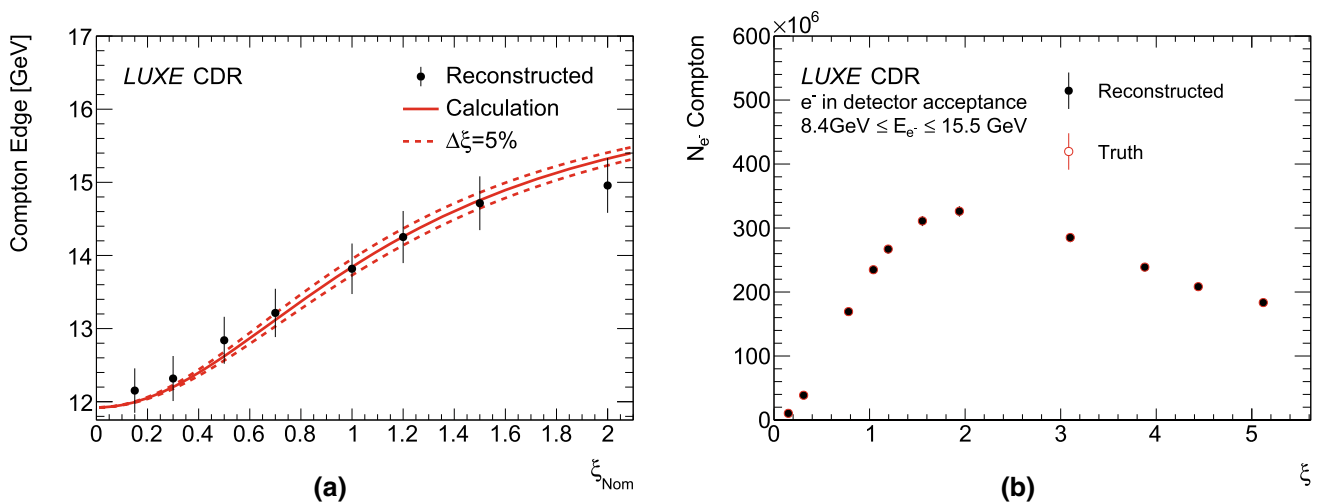 Compton Edge [GeV]
17
16
15
14
13
12
LUXE CDR
Reconstructed
Calculation
Δξ=5%
0 0.2 0.4 0.6 0.8 1 1.2 1.4 1.6 1.8 2
ξNom
(a)
N e- Compton
×10⁶
600
500
400
300
200
100
0
LUXE CDR
e⁻ in detector acceptance
8.4GeV ≤ Ee- ≤ 15.5 GeV
Reconstructed
Truth
0 1 2 3 4 5
ξ
(b)